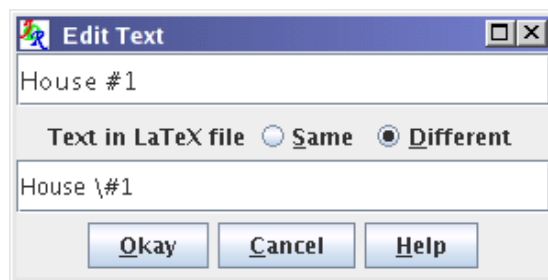 Edit Text
House #1
Text in LaTeX file Same Different
House \#1
Okay Cancel Help